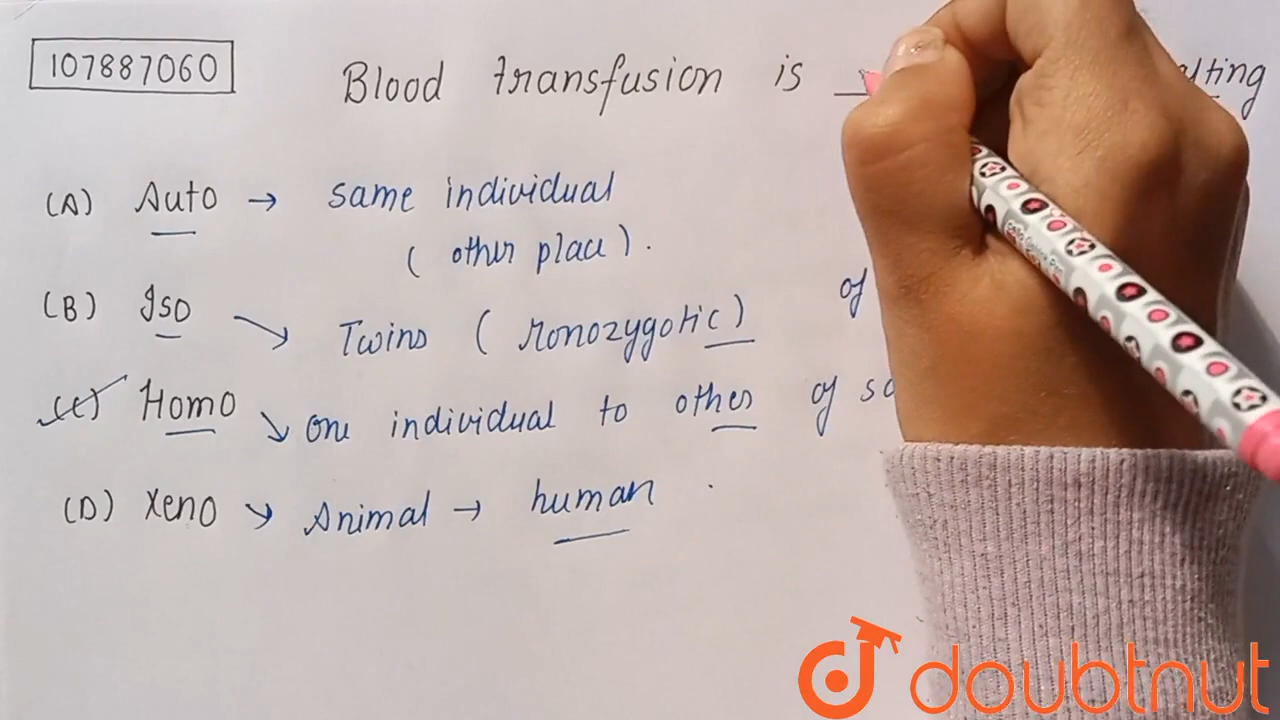 107887060
Blood transfusion is
(A) Auto → same individual
( other place ).
(B) Iso → Twins ( Monozygotic ) of
(C) Homo → one individual to other of
(D) Xeno → Animal → human .
doubtnut